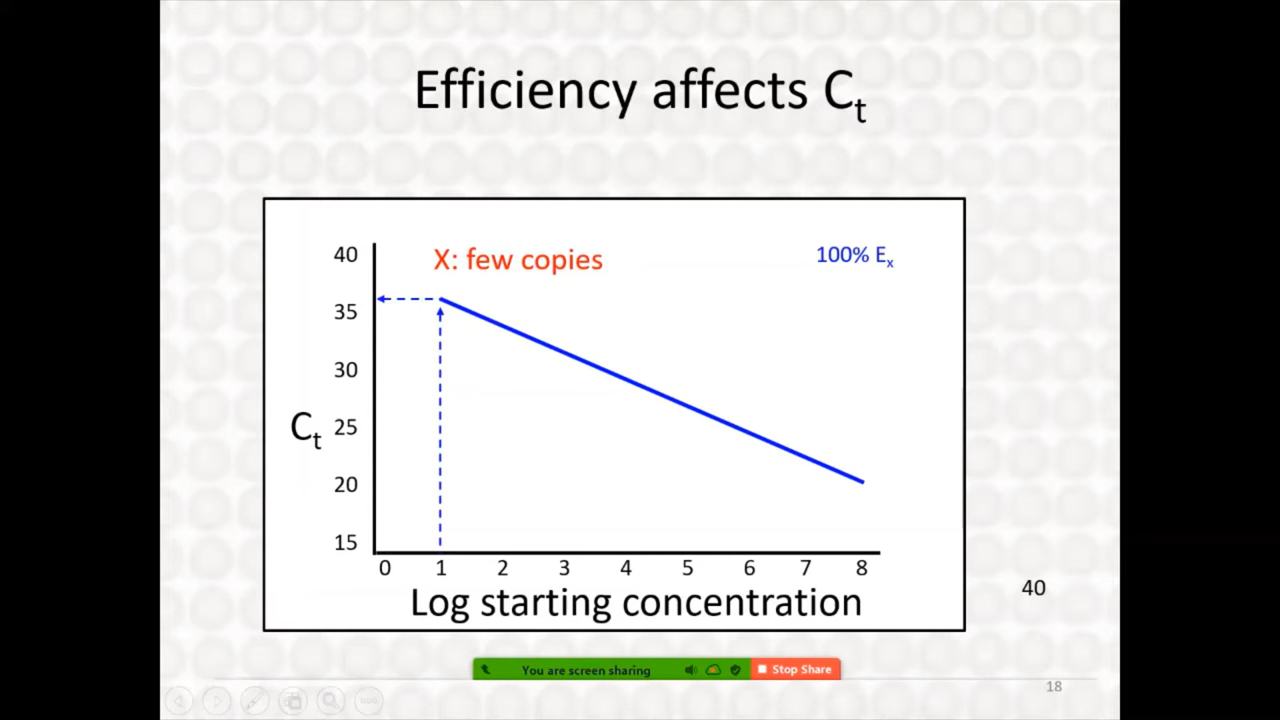 Efficiency affects Ct
X: few copies
100% Ex
40
35
30
25
20
15
Ct
0 1 2 3 4 5 6 7 8
Log starting concentration
40
You are screen sharing
Stop Share
18